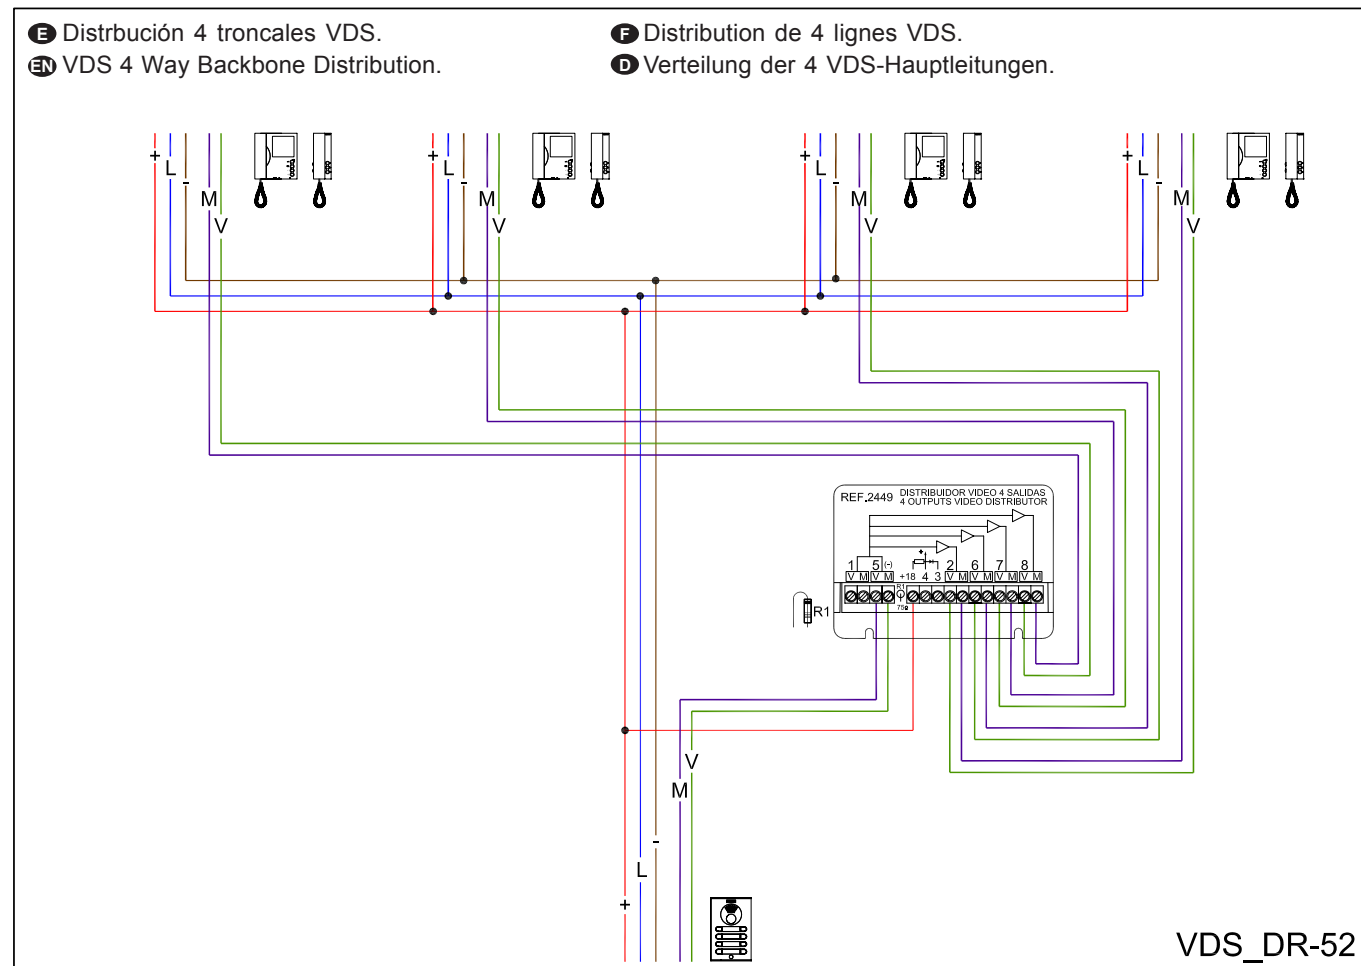 E Distrbución 4 troncales VDS.
EN VDS 4 Way Backbone Distribution.
F Distribution de 4 lignes VDS.
D Verteilung der 4 VDS-Hauptleitungen.
+ L - M V
+ L - M V
+ L - M V
+ L - M V
REF.2449
DISTRIBUIDOR VIDEO 4 SALIDAS
4 OUTPUTS VIDEO DISTRIBUTOR
+
1 5 (-) 2 6 7 8
V M V M +18 4 3 V M V M V M V M
R1
R1
V
M
-
L
+
VDS_DR-52